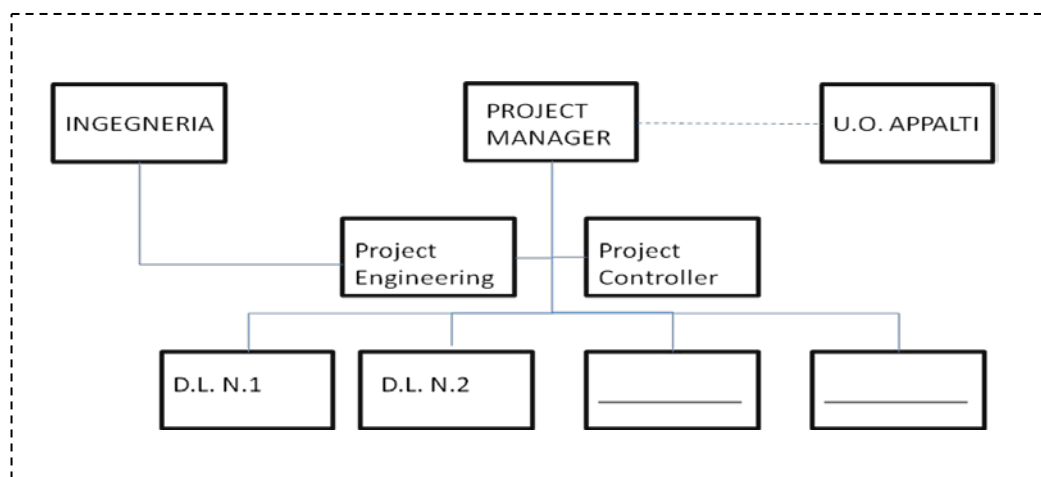 INGEGNERIA
PROJECT
MANAGER
U.O. APPALTI
Project
Engineering
Project
Controller
D.L. N.1
D.L. N.2